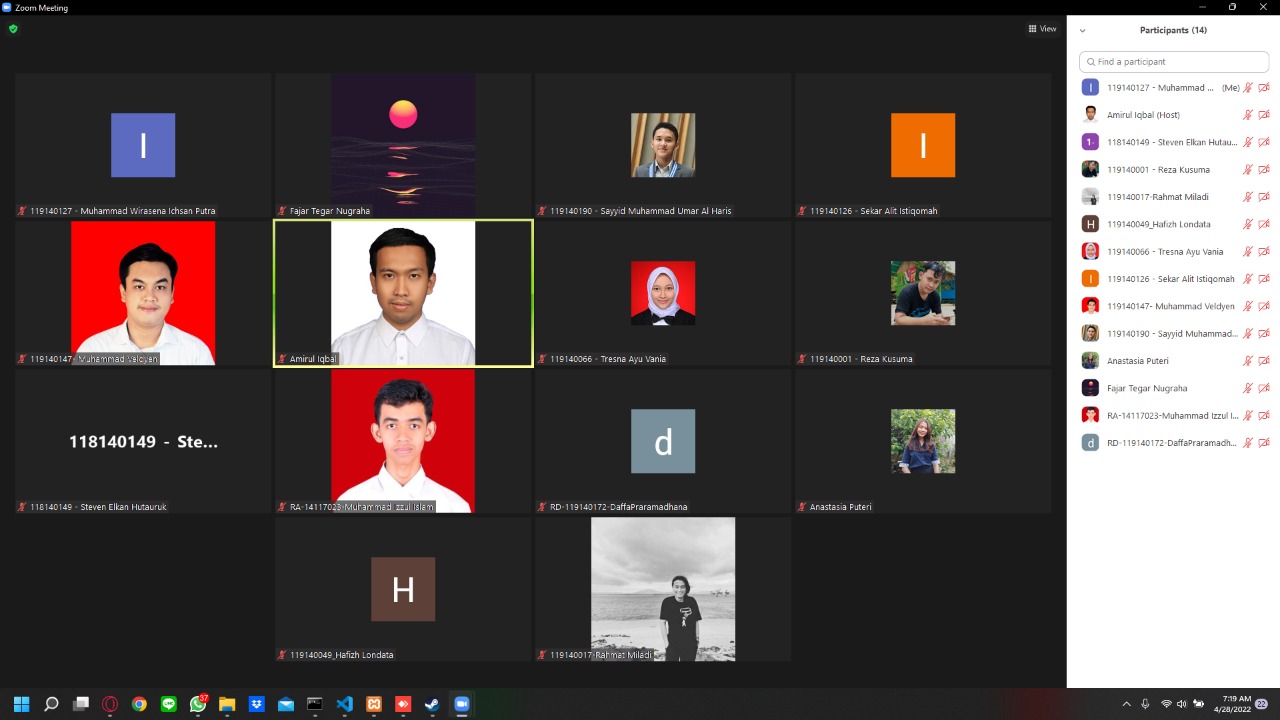 Zoom Meeting
View
I
119140127 - Muhammad Wirasena Ichsan Putra
Fajar Tegar Nugraha
119140190 - Sayyid Muhammad Umar Al Haris
I
119140126 - Sekar Alit Istiqomah
119140147- Muhammad Veldyen
Amirul Iqbal
119140066 - Tresna Ayu Vania
119140001 - Reza Kusuma
118140149 - Ste...
118140149 - Steven Elkan Hutauruk
RA-14117023-Muhammad Izzul Islam
d
RD-119140172-DaffaPraramadhana
Anastasia Puteri
H
119140049_Hafizh Londata
119140017-Rahmat Miladi
Participants (14)
Find a participant
I 119140127 - Muhammad ... (Me)
Amirul Iqbal (Host)
1- 118140149 - Steven Elkan Hutau...
119140001 - Reza Kusuma
119140017-Rahmat Miladi
H 119140049_Hafizh Londata
119140066 - Tresna Ayu Vania
I 119140126 - Sekar Alit Istiqomah
119140147- Muhammad Veldyen
119140190 - Sayyid Muhammad...
Anastasia Puteri
Fajar Tegar Nugraha
RA-14117023-Muhammad Izzul I...
d RD-119140172-DaffaPraramadh...
37
7:19 AM
4/28/2022